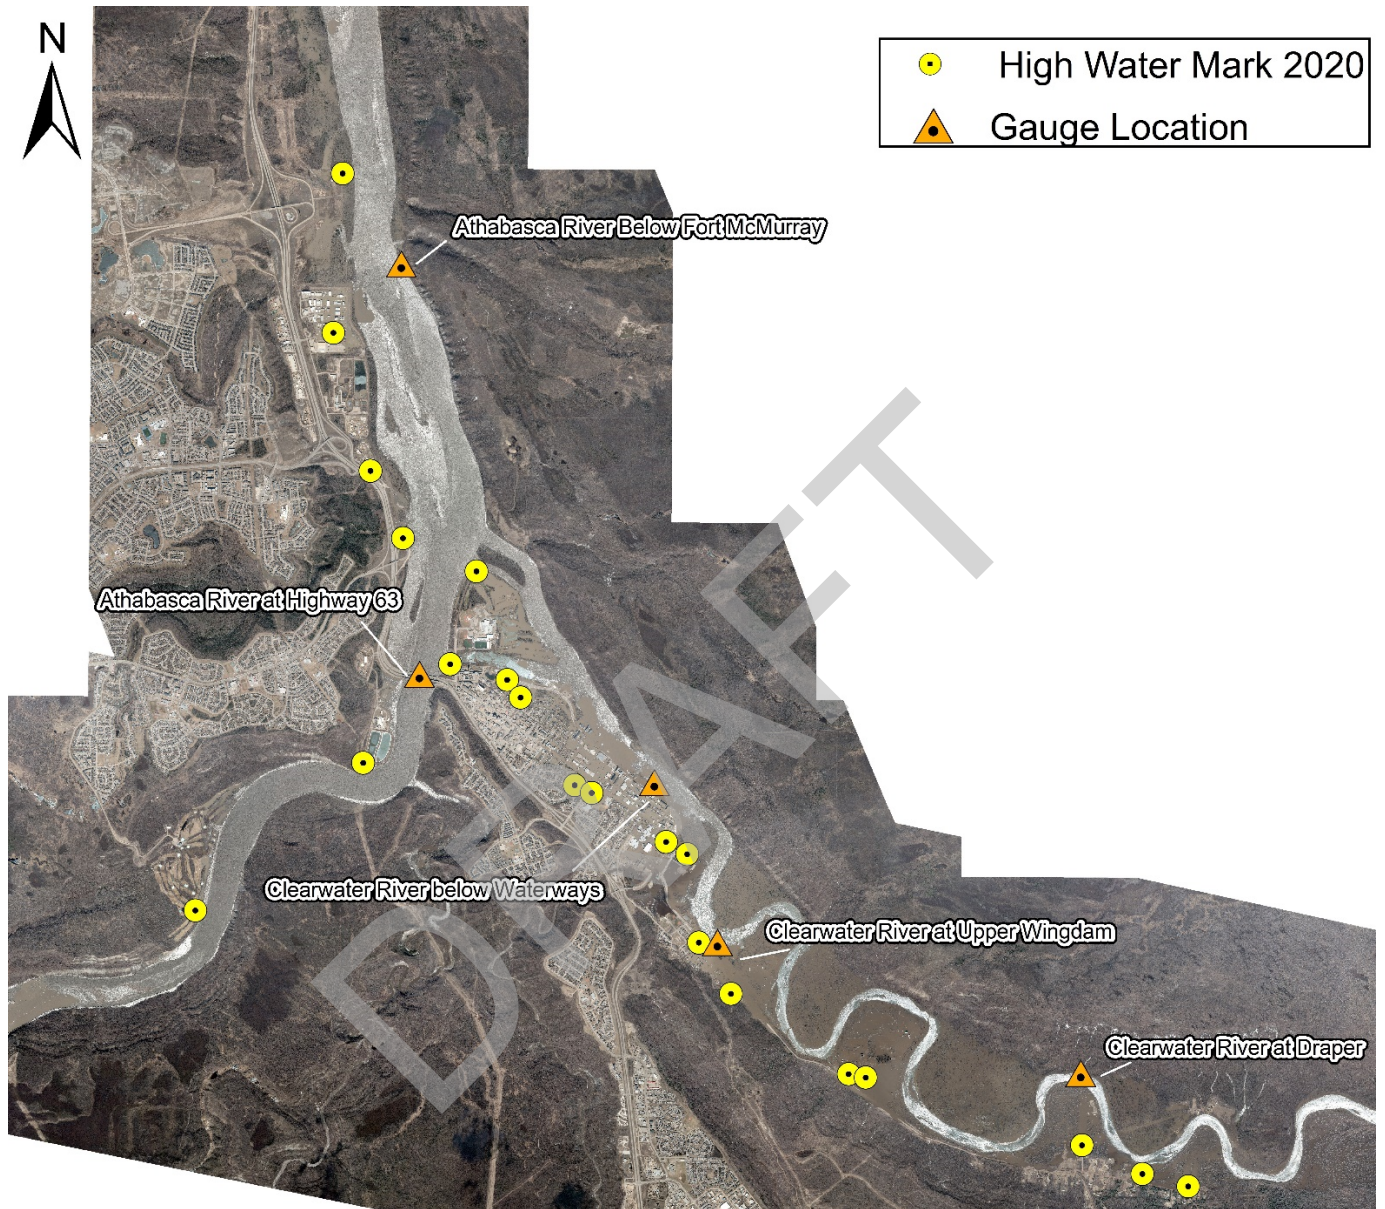 N
High Water Mark 2020
Gauge Location
Athabasca River Below Fort McMurray
Athabasca River at Highway 63
Clearwater River below Waterways
Clearwater River at Upper Wingdam
Clearwater River at Draper
DRAFT